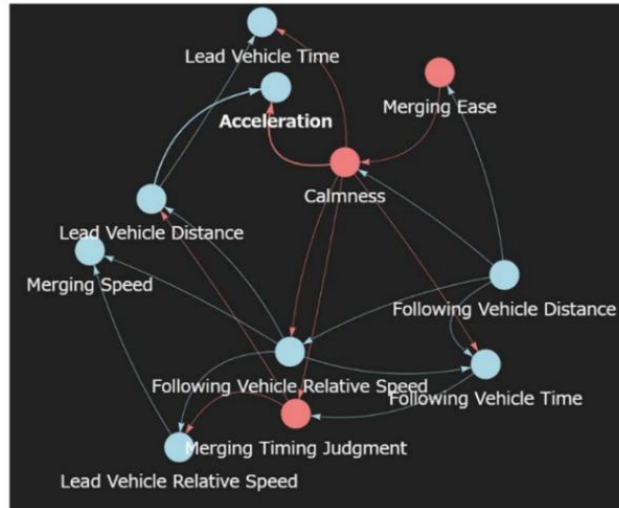 Lead Vehicle Time
Merging Ease
Acceleration
Calmness
Lead Vehicle Distance
Merging Speed
Following Vehicle Distance
Following Vehicle Relative Speed
Following Vehicle Time
Merging Timing Judgment
Lead Vehicle Relative Speed